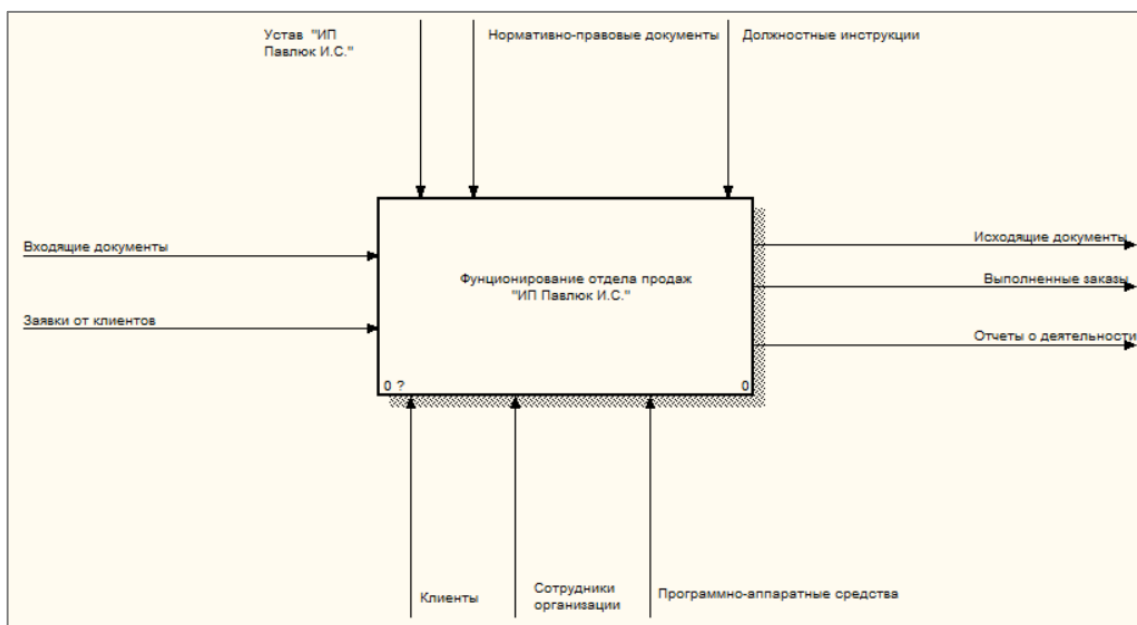 Устав "ИП
Павлюк И.С."
Нормативно-правовые документы
Должностные инструкции
Входящие документы
Заявки от клиентов
Фунционирование отдела продаж
"ИП Павлюк И.С."
0 ?
0
Исходящие документы
Выполненные заказы
Отчеты о деятельности
Клиенты
Сотрудники
организации
Программно-аппаратные средства